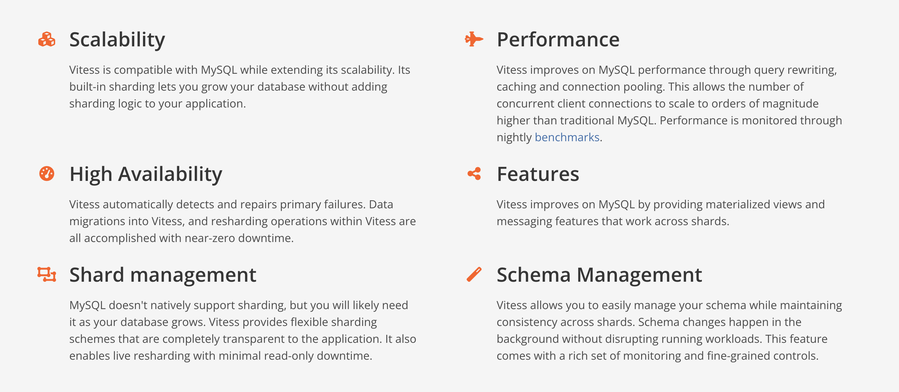 Scalability
Vitess is compatible with MySQL while extending its scalability. Its
built-in sharding lets you grow your database without adding
sharding logic to your application.
Performance
Vitess improves on MySQL performance through query rewriting,
caching and connection pooling. This allows the number of
concurrent client connections to scale to orders of magnitude
higher than traditional MySQL. Performance is monitored through
nightly benchmarks.
High Availability
Vitess automatically detects and repairs primary failures. Data
migrations into Vitess, and resharding operations within Vitess are
all accomplished with near-zero downtime.
Features
Vitess improves on MySQL by providing materialized views and
messaging features that work across shards.
Shard management
MySQL doesn't natively support sharding, but you will likely need
it as your database grows. Vitess provides flexible sharding
schemes that are completely transparent to the application. It also
enables live resharding with minimal read-only downtime.
Schema Management
Vitess allows you to easily manage your schema while maintaining
consistency across shards. Schema changes happen in the
background without disrupting running workloads. This feature
comes with a rich set of monitoring and fine-grained controls.